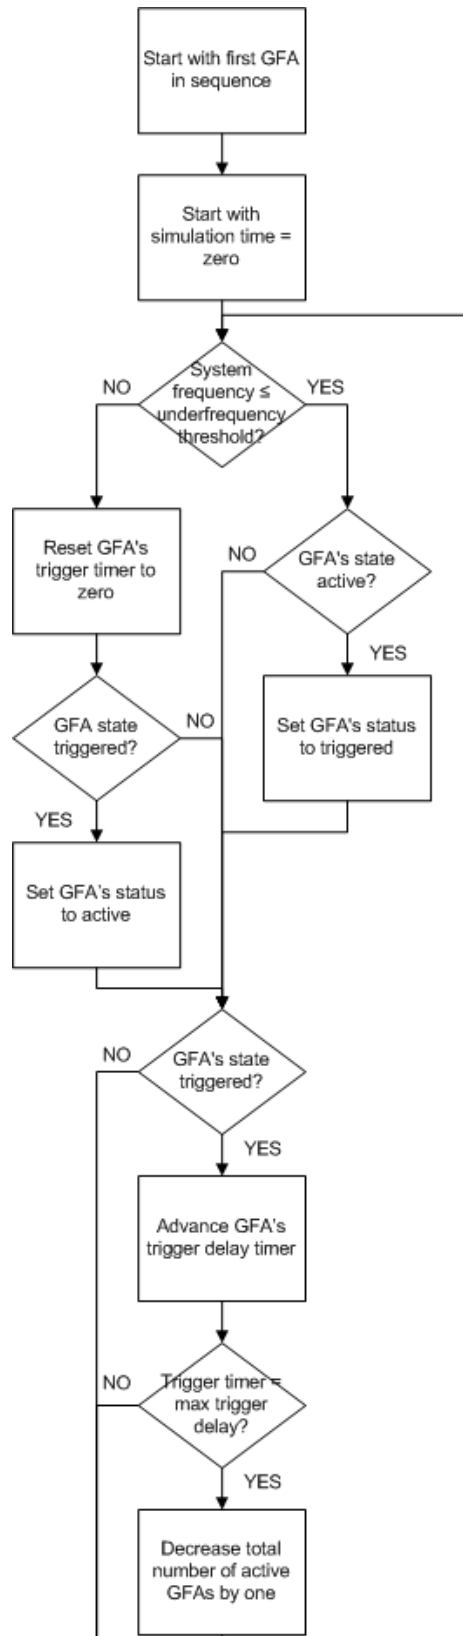 Start with first GFA
in sequence
Start with
simulation time =
zero
System
frequency ≤
underfrequency
threshold?
NO
YES
Reset GFA's
trigger timer to
zero
NO
GFA's state
active?
YES
GFA state
triggered?
NO
Set GFA's status
to triggered
YES
Set GFA's status
to active
NO
GFA's state
triggered?
YES
Advance GFA's
trigger delay timer
NO
Trigger timer =
max trigger
delay?
YES
Decrease total
number of active
GFAs by one